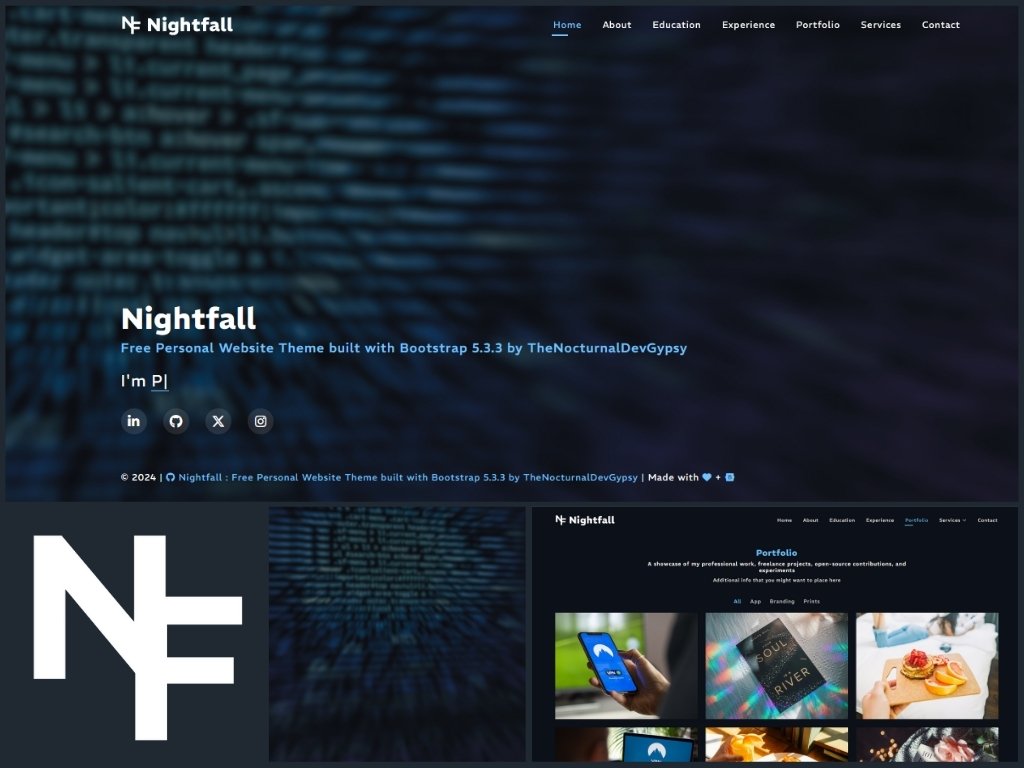 Nightfall
Home About Education Experience Portfolio Services Contact
Nightfall
Free Personal Website Theme built with Bootstrap 5.3.3 by TheNocturnalDevGypsy
I'm P|
© 2024 | Nightfall : Free Personal Website Theme built with Bootstrap 5.3.3 by TheNocturnalDevGypsy | Made with +
NF
Nightfall
Home About Education Experience Portfolio Services Contact
Portfolio
A showcase of my professional work, freelance projects, open-source contributions, and
experiments
Additional info that you might want to place here
All App Branding Prints
VPN
SOUL
RIVER